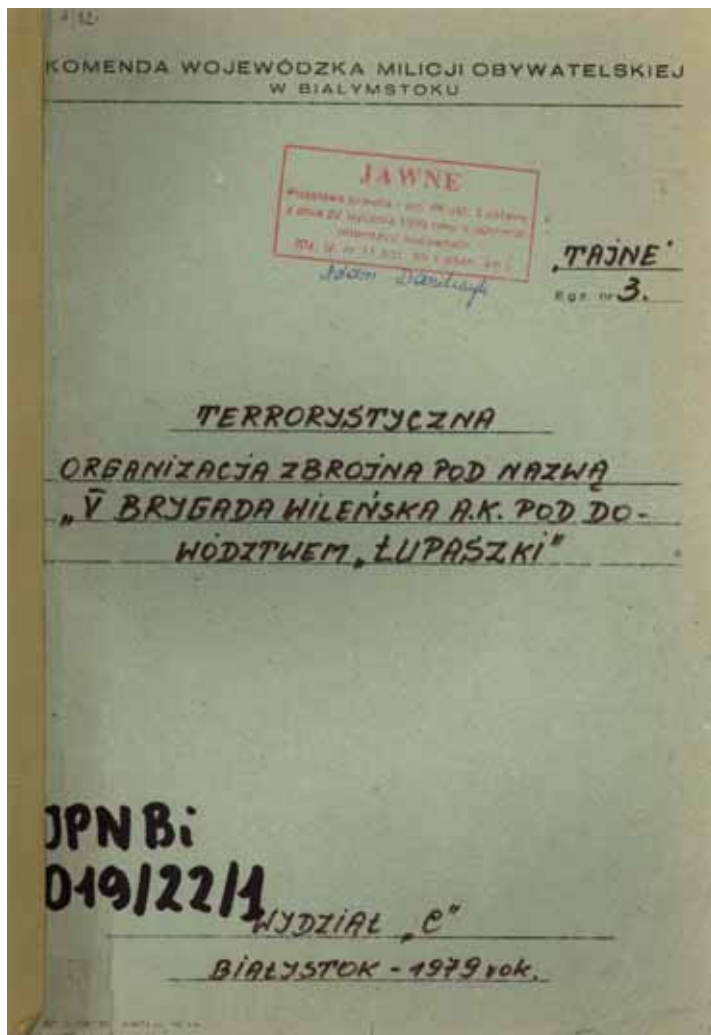 KOMENDA WOJEWÓDZKA MILICJI OBYWATELSKIEJ
W BIAŁYMSTOKU
JAWNE
„TAJNE"
Egz. nr 3.
TERRORYSTYCZNA
ORGANIZACJA ZBROJNA POD NAZWĄ
„V BRYGADA WILEŃSKA A.K. POD DO-
WÓDZTWEM „ŁUPASZKI"
IPN Bi
019/22/1
WYDZIAŁ „C"
BIAŁYSTOK - 1979 rok.